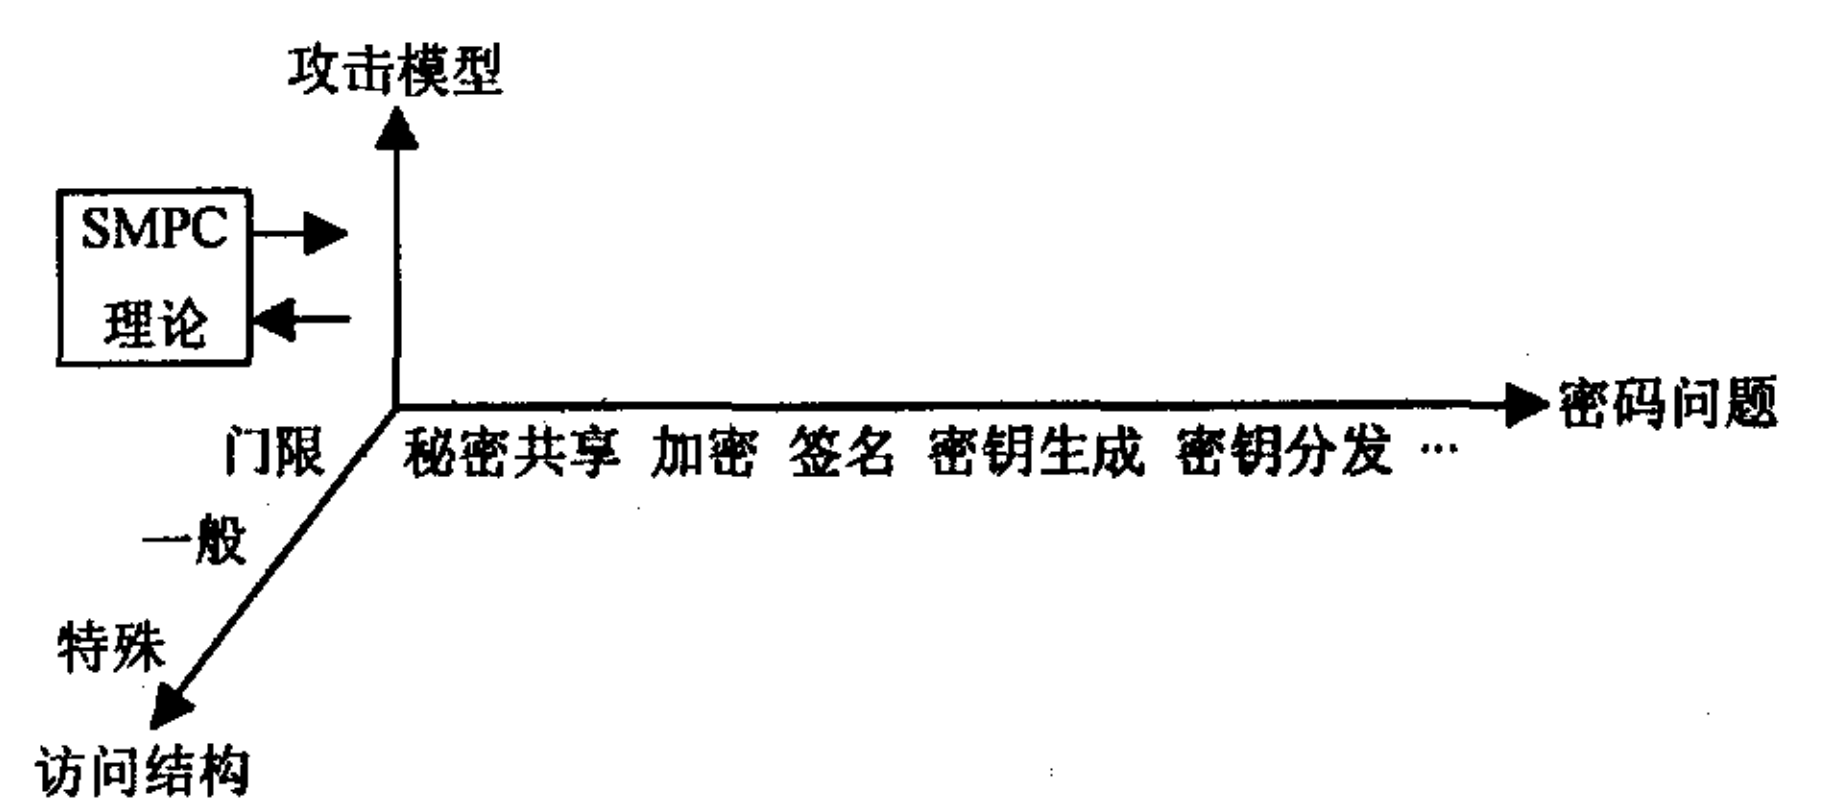 攻击模型
SMPC
理论
密码问题
门限 秘密共享 加密 签名 密钥生成 密钥分发 …
一般
特殊
访问结构